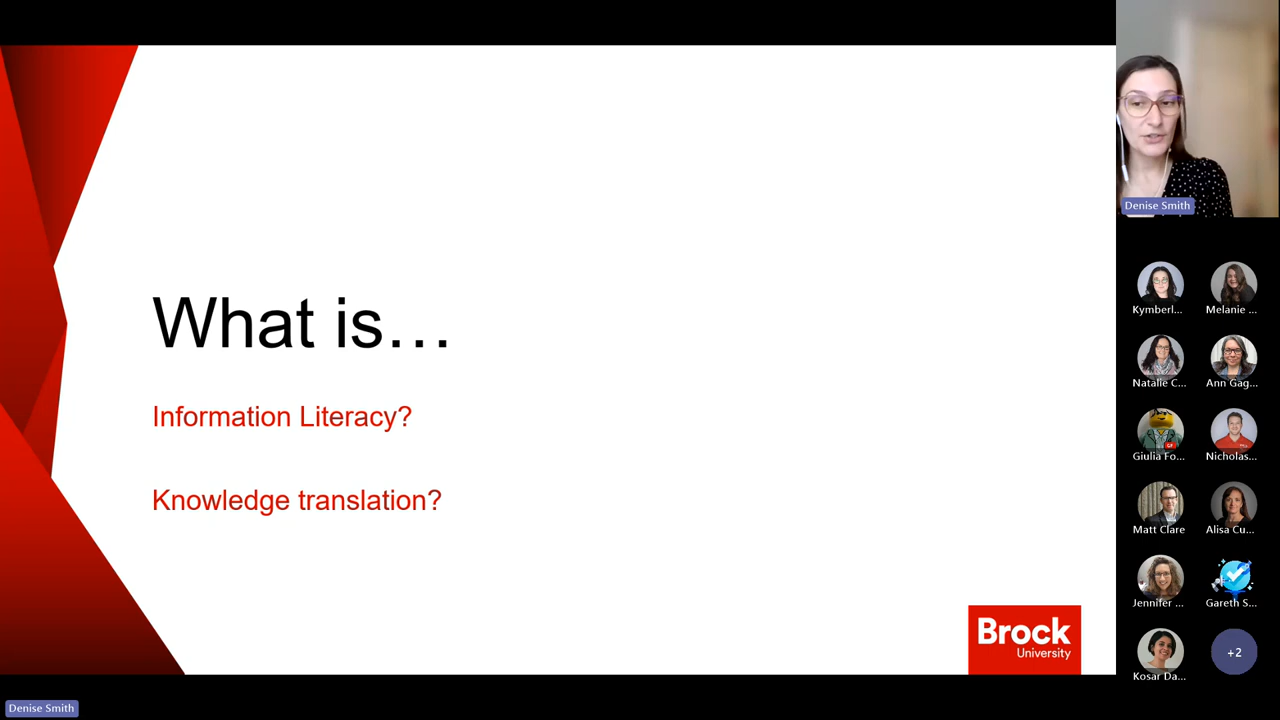 What is…
Information Literacy?
Knowledge translation?
Brock
University
Denise Smith
Denise Smith
Kymberl...
Melanie ...
Natalie C...
Ann Gag...
Giulia Fo...
Nicholas...
Matt Clare
Alisa Cu...
Jennifer ...
Gareth S...
Kosar Da...
+2